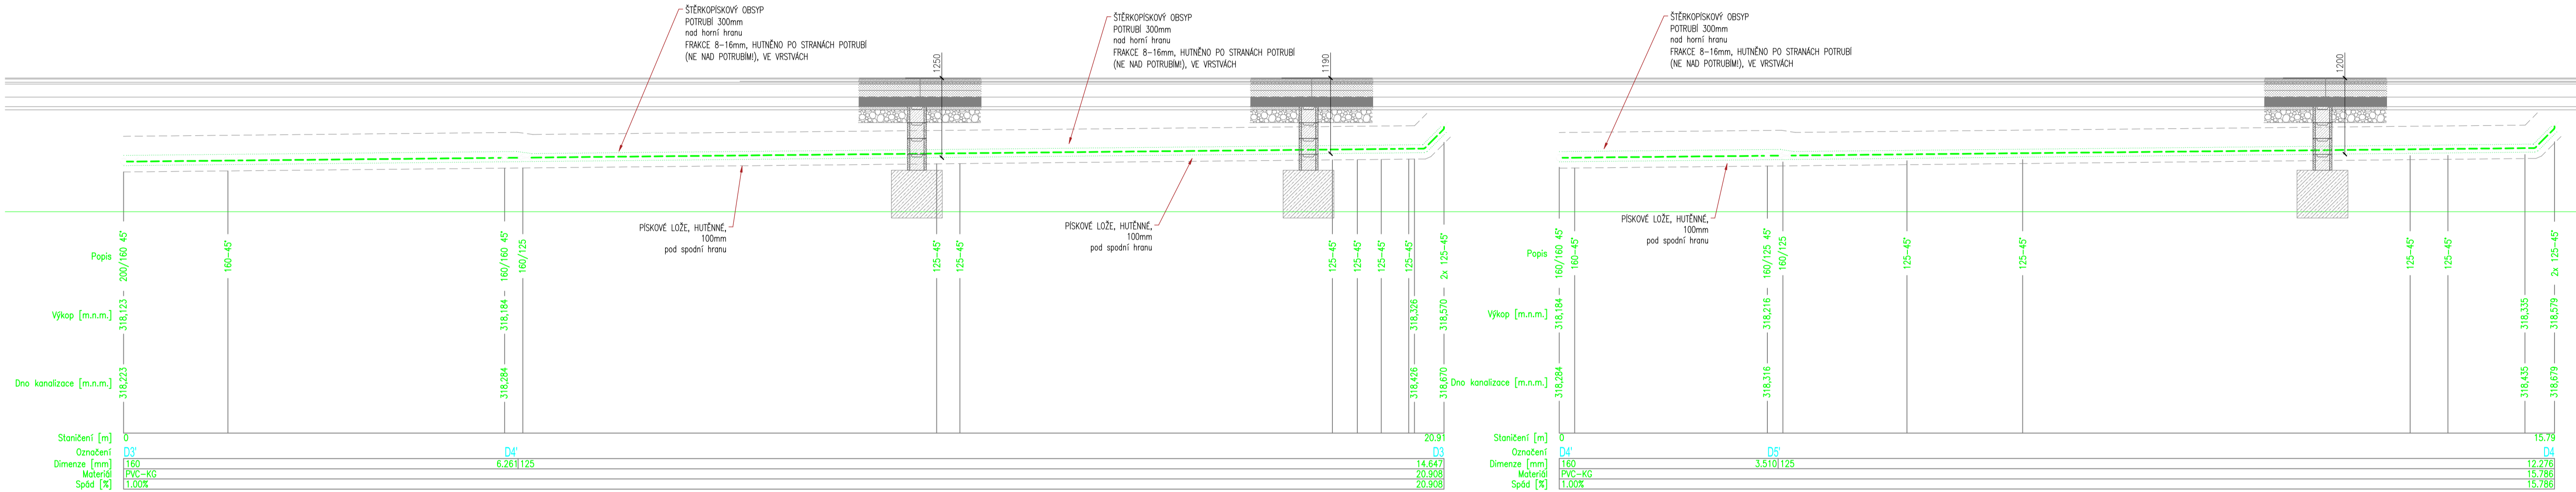 ŠTĚRKOPÍSKOVÝ OBSYP
POTRUBÍ 300mm
nad horní hranu
FRAKCE 8-16mm, HUTNĚNO PO STRANÁCH POTRUBÍ
(NE NAD POTRUBÍM!), VE VRSTVÁCH
1250
ŠTĚRKOPÍSKOVÝ OBSYP
POTRUBÍ 300mm
nad horní hranu
FRAKCE 8-16mm, HUTNĚNO PO STRANÁCH POTRUBÍ
(NE NAD POTRUBÍM!), VE VRSTVÁCH
1190
PÍSKOVÉ LOŽE, HUTĚNNÉ,
100mm
pod spodní hranu
PÍSKOVÉ LOŽE, HUTĚNNÉ,
100mm
pod spodní hranu
Popis
200/160 45°
160-45°
160/160 45°
160/125
125-45°
125-45°
125-45°
125-45°
125-45°
125-45°
2x 125-45°
Výkop [m.n.m.]
318,123
318,184
318,326
318,570
Dno kanalizace [m.n.m.]
318,223
318,284
318,426
318,670
Staničení [m]
0
20.91
Označení
D3'
D4'
D3
Dimenze [mm]
160
6.261
125
14.647
Materiál
PVC-KG
20.908
Spád [%]
1.00%
20.908
ŠTĚRKOPÍSKOVÝ OBSYP
POTRUBÍ 300mm
nad horní hranu
FRAKCE 8-16mm, HUTNĚNO PO STRANÁCH POTRUBÍ
(NE NAD POTRUBÍM!), VE VRSTVÁCH
1200
PÍSKOVÉ LOŽE, HUTĚNNÉ,
100mm
pod spodní hranu
Popis
160/160 45°
160-45°
160/125 45°
160/125
125-45°
125-45°
125-45°
125-45°
2x 125-45°
Výkop [m.n.m.]
318,184
318,216
318,335
318,579
Dno kanalizace [m.n.m.]
318,284
318,316
318,435
318,679
Staničení [m]
0
15.79
Označení
D4'
D5'
D4
Dimenze [mm]
160
3.510
125
12.276
Materiál
PVC-KG
15.786
Spád [%]
1.00%
15.786